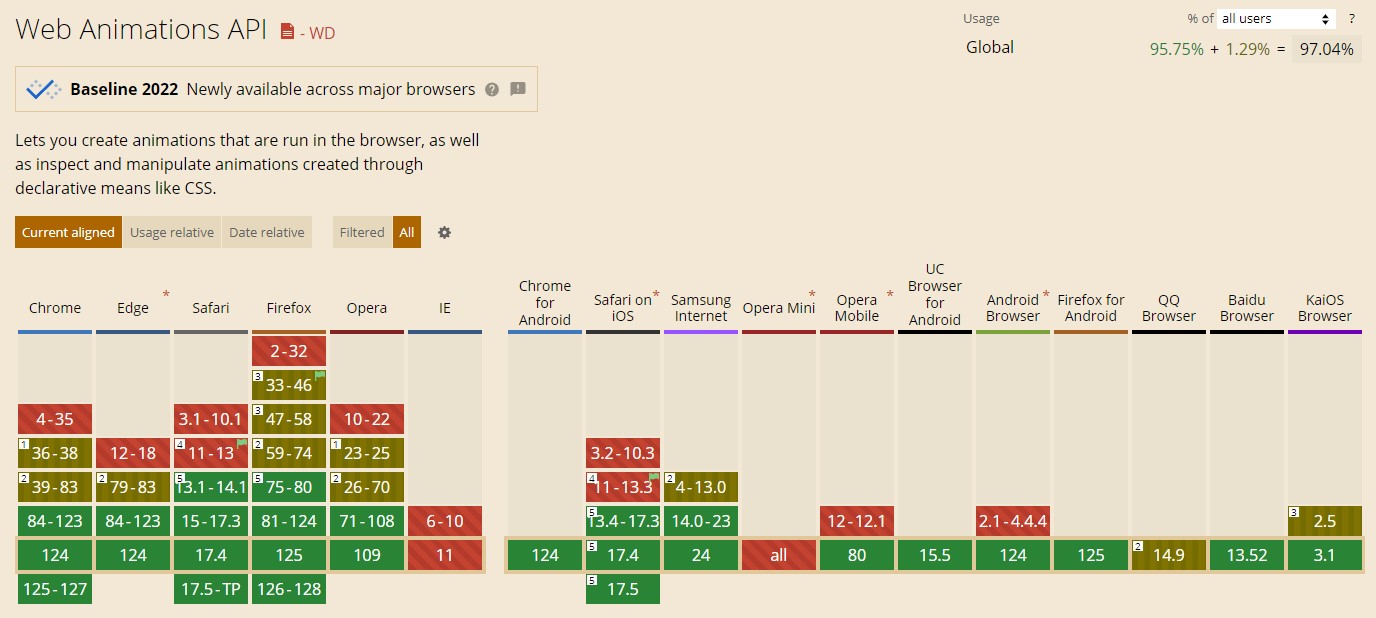 Web Animations API - WD
Usage % of all users ?
Global 95.75% + 1.29% = 97.04%
Baseline 2022 Newly available across major browsers
Lets you create animations that are run in the browser, as well
as inspect and manipulate animations created through
declarative means like CSS.
Current aligned Usage relative Date relative Filtered All
Chrome
Edge *
Safari
Firefox
Opera
IE
Chrome
for
Android
Safari on *
iOS
Samsung
Internet
Opera Mini *
Opera *
Mobile
UC
Browser
for
Android
Android *
Browser
Firefox for
Android
QQ
Browser
Baidu
Browser
KaiOS
Browser
2-32
3 33-46
4-35 3.1-10.1 3 47-58 10-22
1 36-38 12-18 4 11-13 2 59-74 1 23-25 3.2-10.3
2 39-83 2 79-83 5 13.1-14.1 5 75-80 2 26-70 4 11-13.3 2 4-13.0
84-123 84-123 15-17.3 81-124 71-108 6-10 5 13.4-17.3 14.0-23 12-12.1 2.1-4.4.4 3 2.5
124 124 17.4 125 109 11 124 5 17.4 24 all 80 15.5 124 125 2 14.9 13.52 3.1
125-127 17.5-TP 126-128 5 17.5